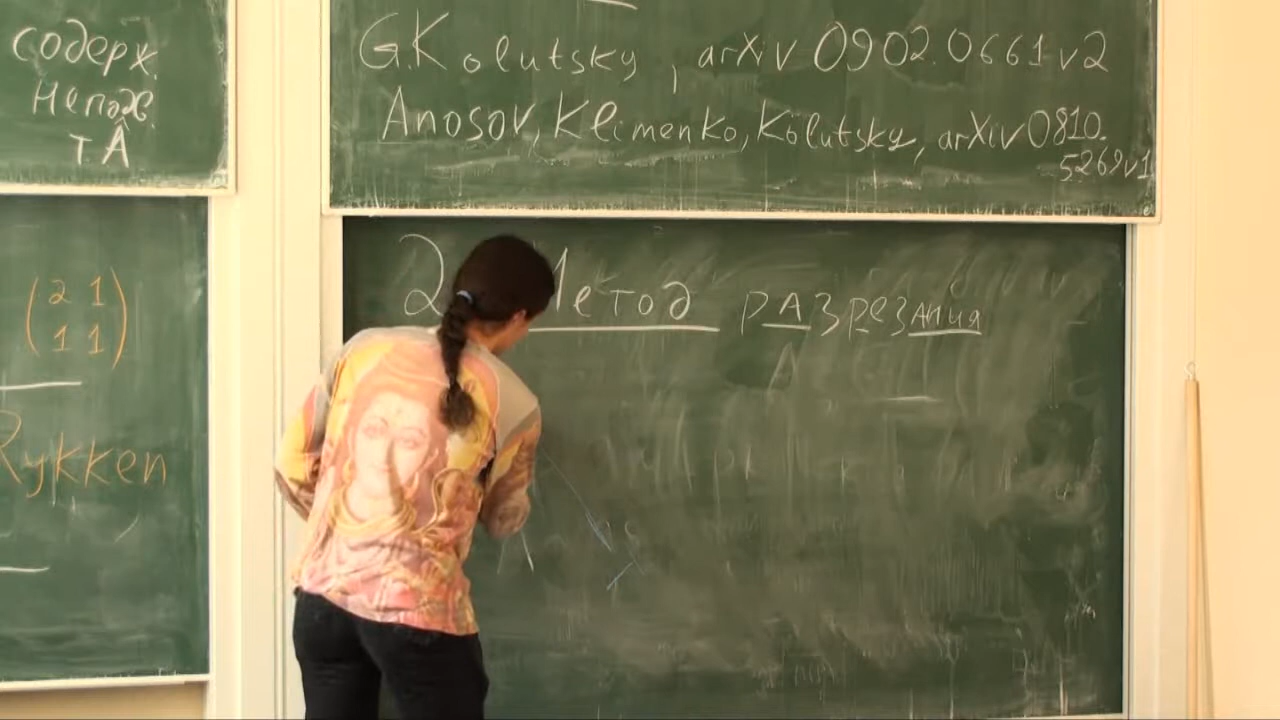 содерж.
Непод
т. Â
(2 1
1 1)
Rykken
G. Kolutsky, arXiv 0902.0661v2
Anosov, Klimenko, Kolutsky, arXiv 0810.
5269v1
2 Метод разрезания